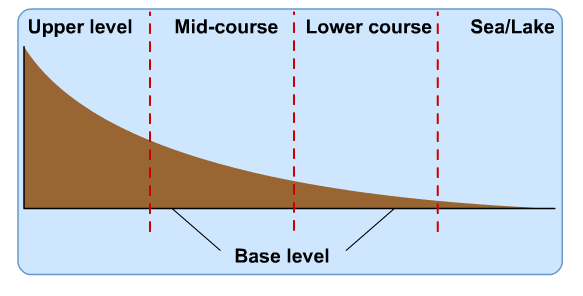 Upper level
Mid-course
Lower course
Sea/Lake
Base level